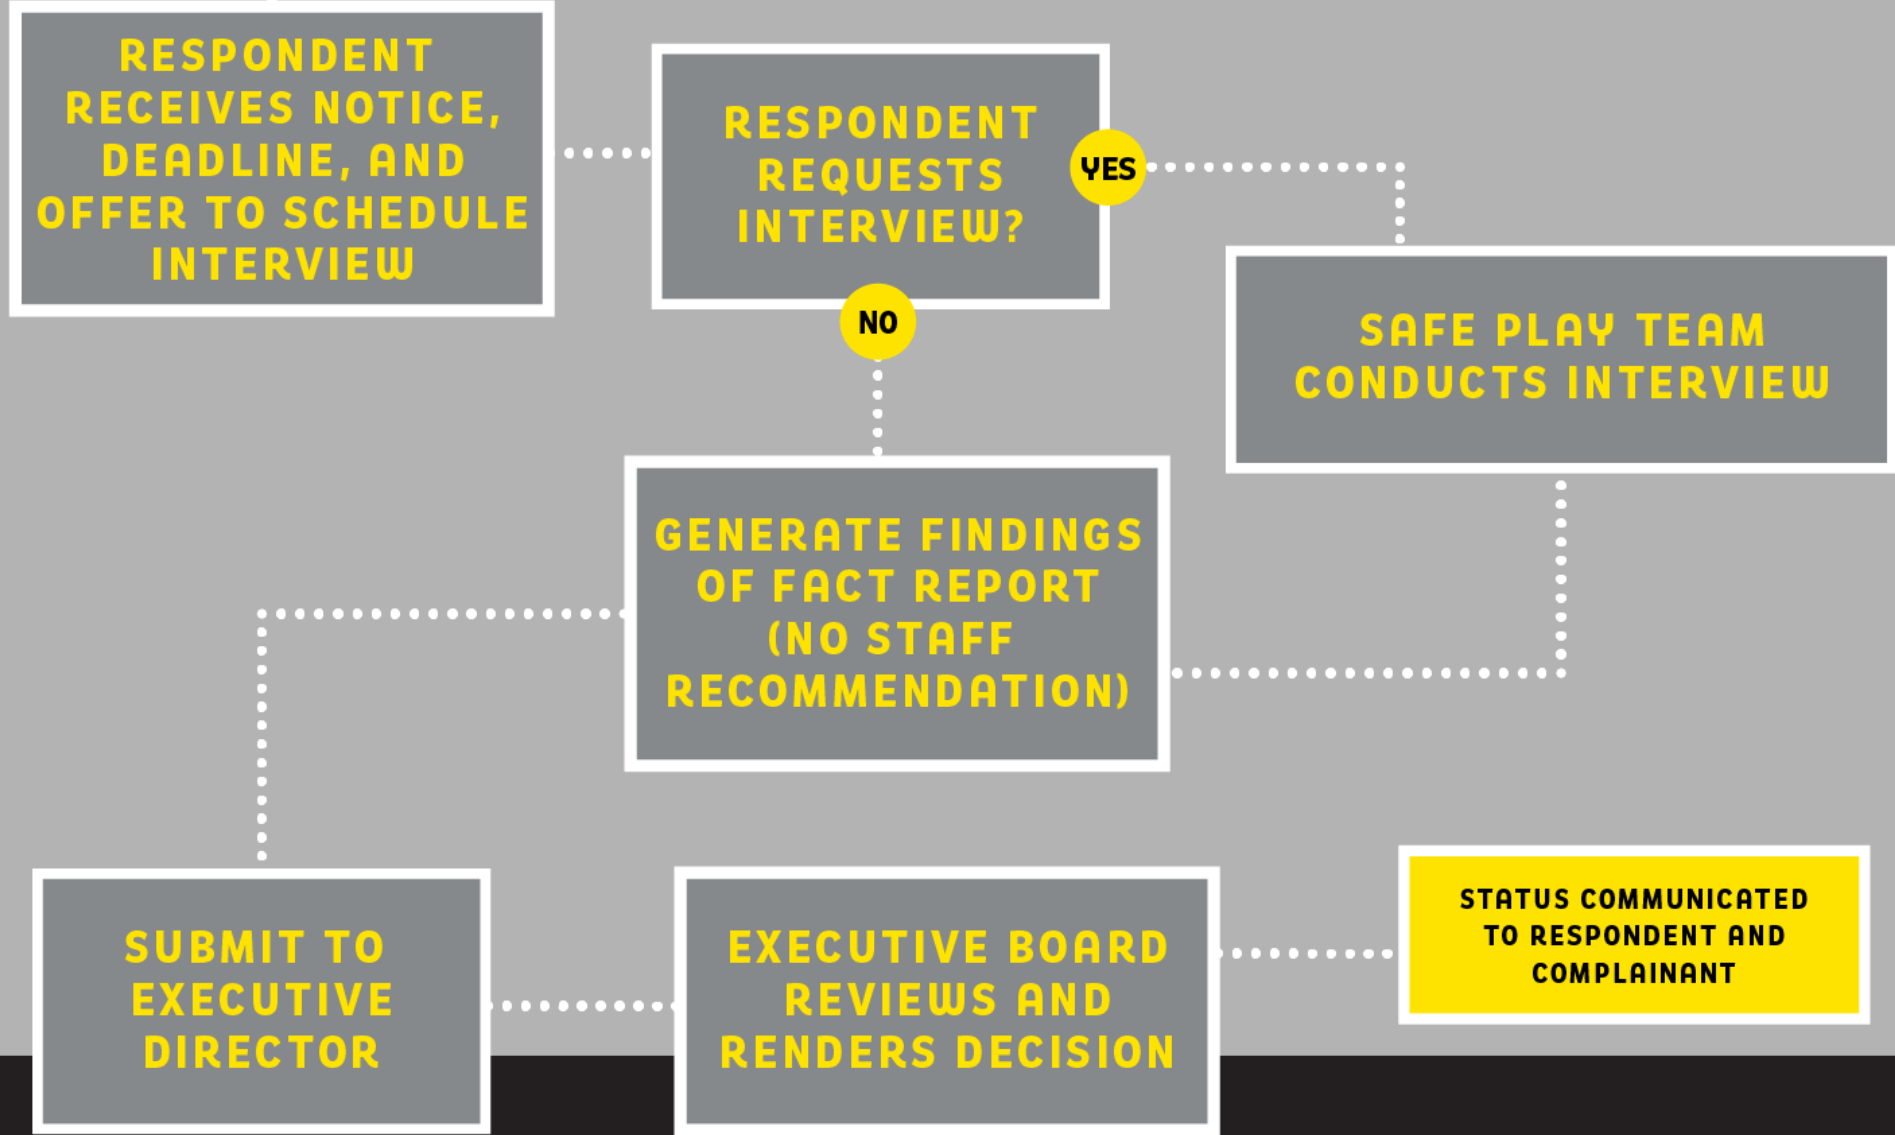 RESPONDENT
RECEIVES NOTICE,
DEADLINE, AND
OFFER TO SCHEDULE
INTERVIEW
RESPONDENT
REQUESTS
INTERVIEW?
YES
NO
SAFE PLAY TEAM
CONDUCTS INTERVIEW
GENERATE FINDINGS
OF FACT REPORT
(NO STAFF
RECOMMENDATION)
SUBMIT TO
EXECUTIVE
DIRECTOR
EXECUTIVE BOARD
REVIEWS AND
RENDERS DECISION
STATUS COMMUNICATED
TO RESPONDENT AND
COMPLAINANT